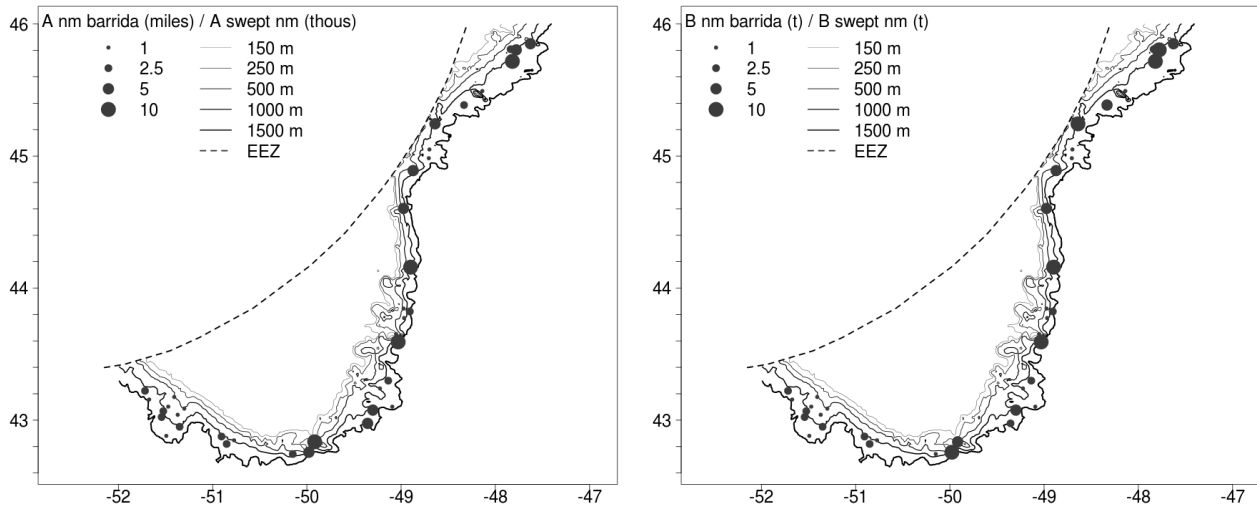 A nm barrida (miles) / A swept nm (thous)
1 150 m
2.5 250 m
5 500 m
10 1000 m
1500 m
EEZ
46
45
44
43
-52 -51 -50 -49 -48 -47
B nm barrida (t) / B swept nm (t)
1 150 m
2.5 250 m
5 500 m
10 1000 m
1500 m
EEZ
46
45
44
43
-52 -51 -50 -49 -48 -47